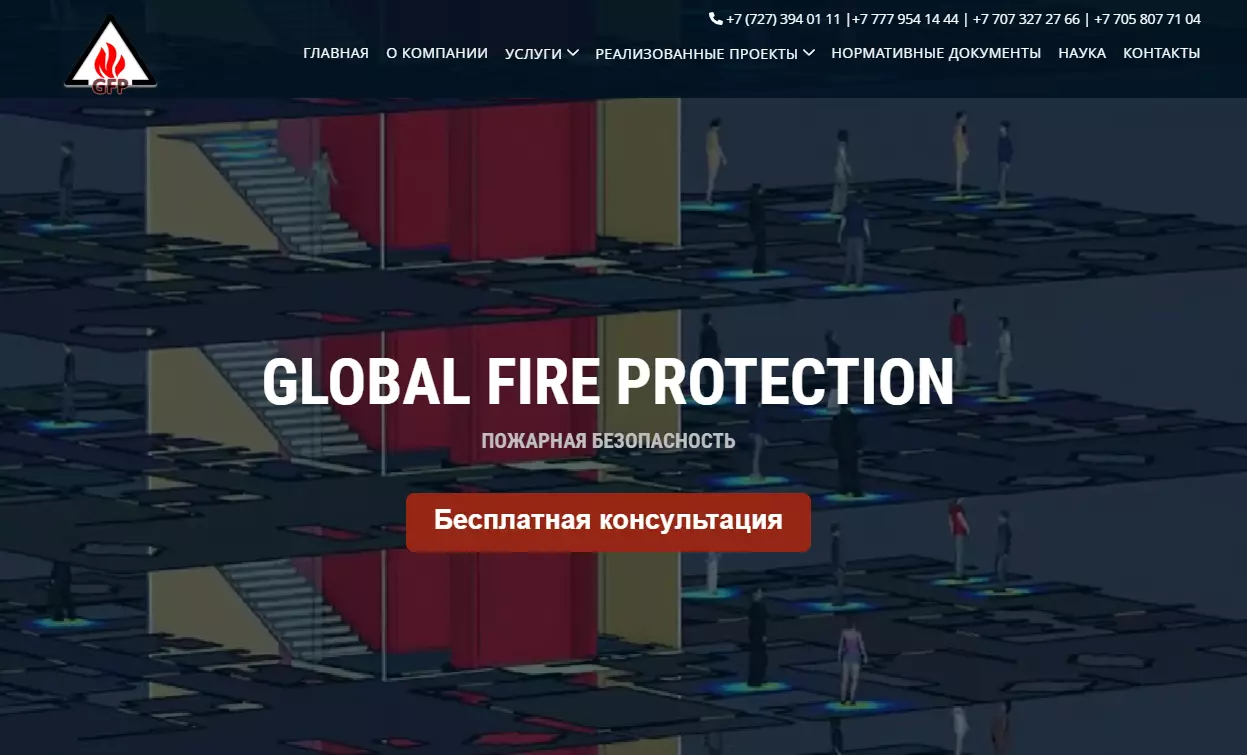 +7 (727) 394 01 11 |+7 777 954 14 44 | +7 707 327 27 66 | +7 705 807 71 04
GFP
ГЛАВНАЯ О КОМПАНИИ УСЛУГИ РЕАЛИЗОВАННЫЕ ПРОЕКТЫ НОРМАТИВНЫЕ ДОКУМЕНТЫ НАУКА КОНТАКТЫ
GLOBAL FIRE PROTECTION
ПОЖАРНАЯ БЕЗОПАСНОСТЬ
Бесплатная консультация